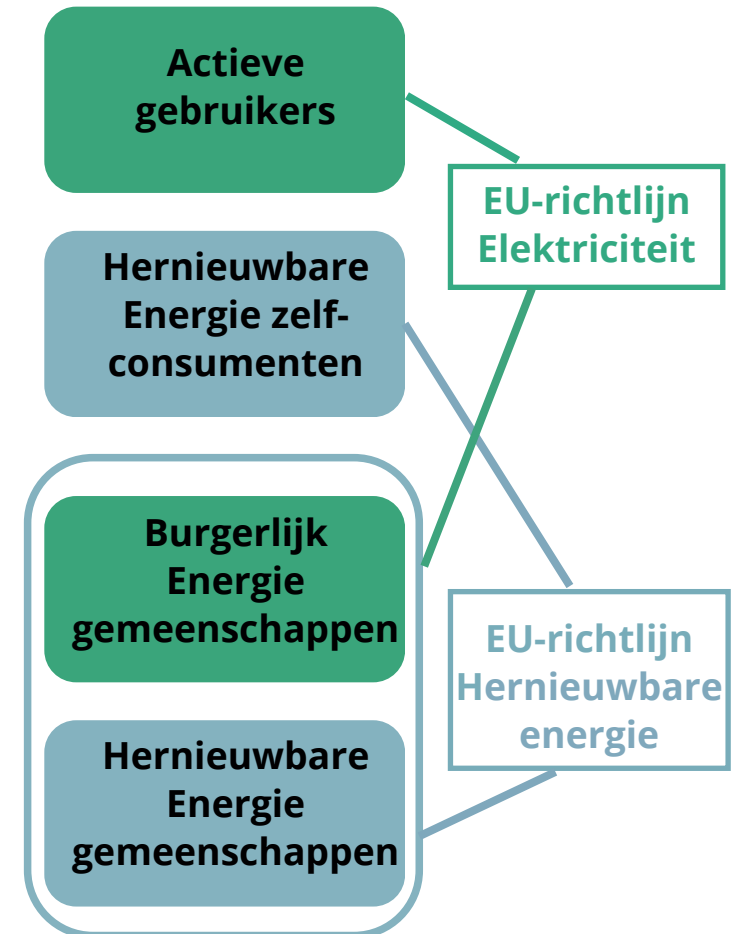 Actieve
gebruikers
EU-richtlijn
Elektriciteit
Hernieuwbare
Energie zelf-
consumenten
Burgerlijk
Energie
gemeenschappen
EU-richtlijn
Hernieuwbare
energie
Hernieuwbare
Energie
gemeenschappen